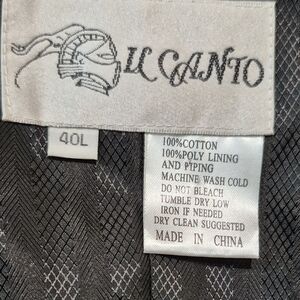 IL CANTO
40L
100%COTTON
100%POLY LINING
AND PIPING
MACHINE WASH COLD
DO NOT BLEACH
TUMBLE DRY LOW
IRON IF NEEDED
DRY CLEAN SUGGESTED
MADE IN CHINA